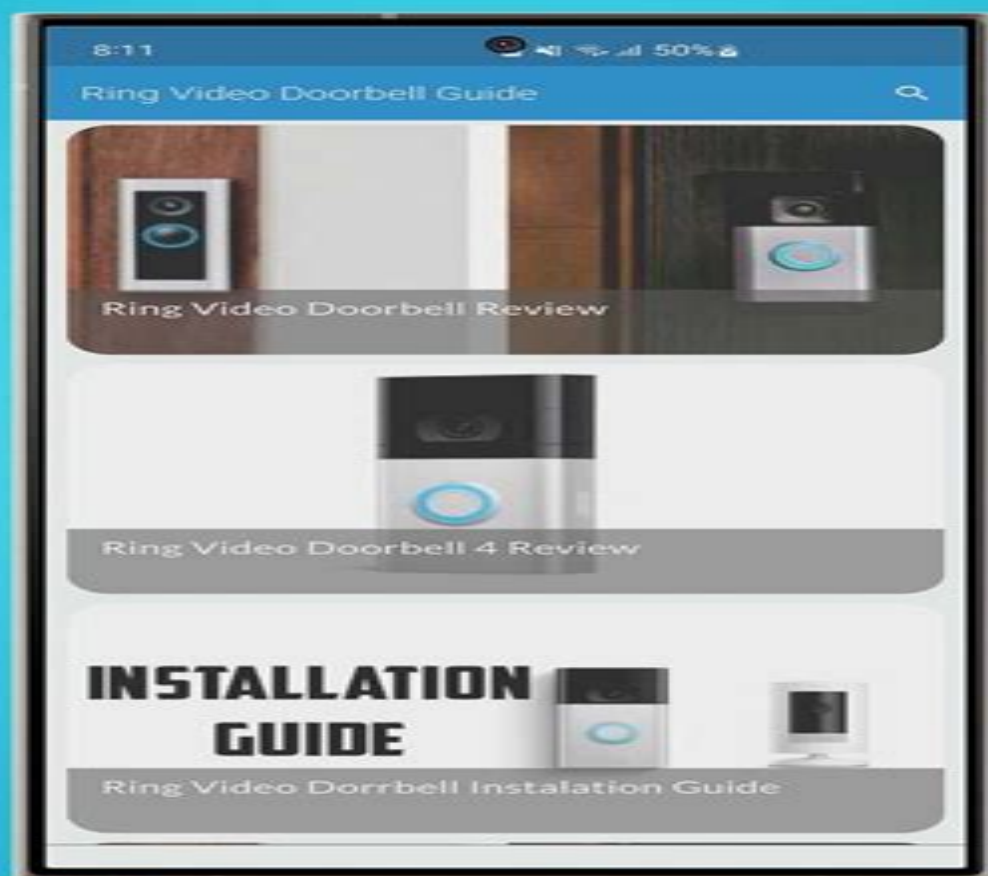 8:11
50%
Ring Video Doorbell Guide
Ring Video Doorbell Review
Ring Video Doorbell 4 Review
INSTALLATION
GUIDE
Ring Video Dorrbell Instalation Guide